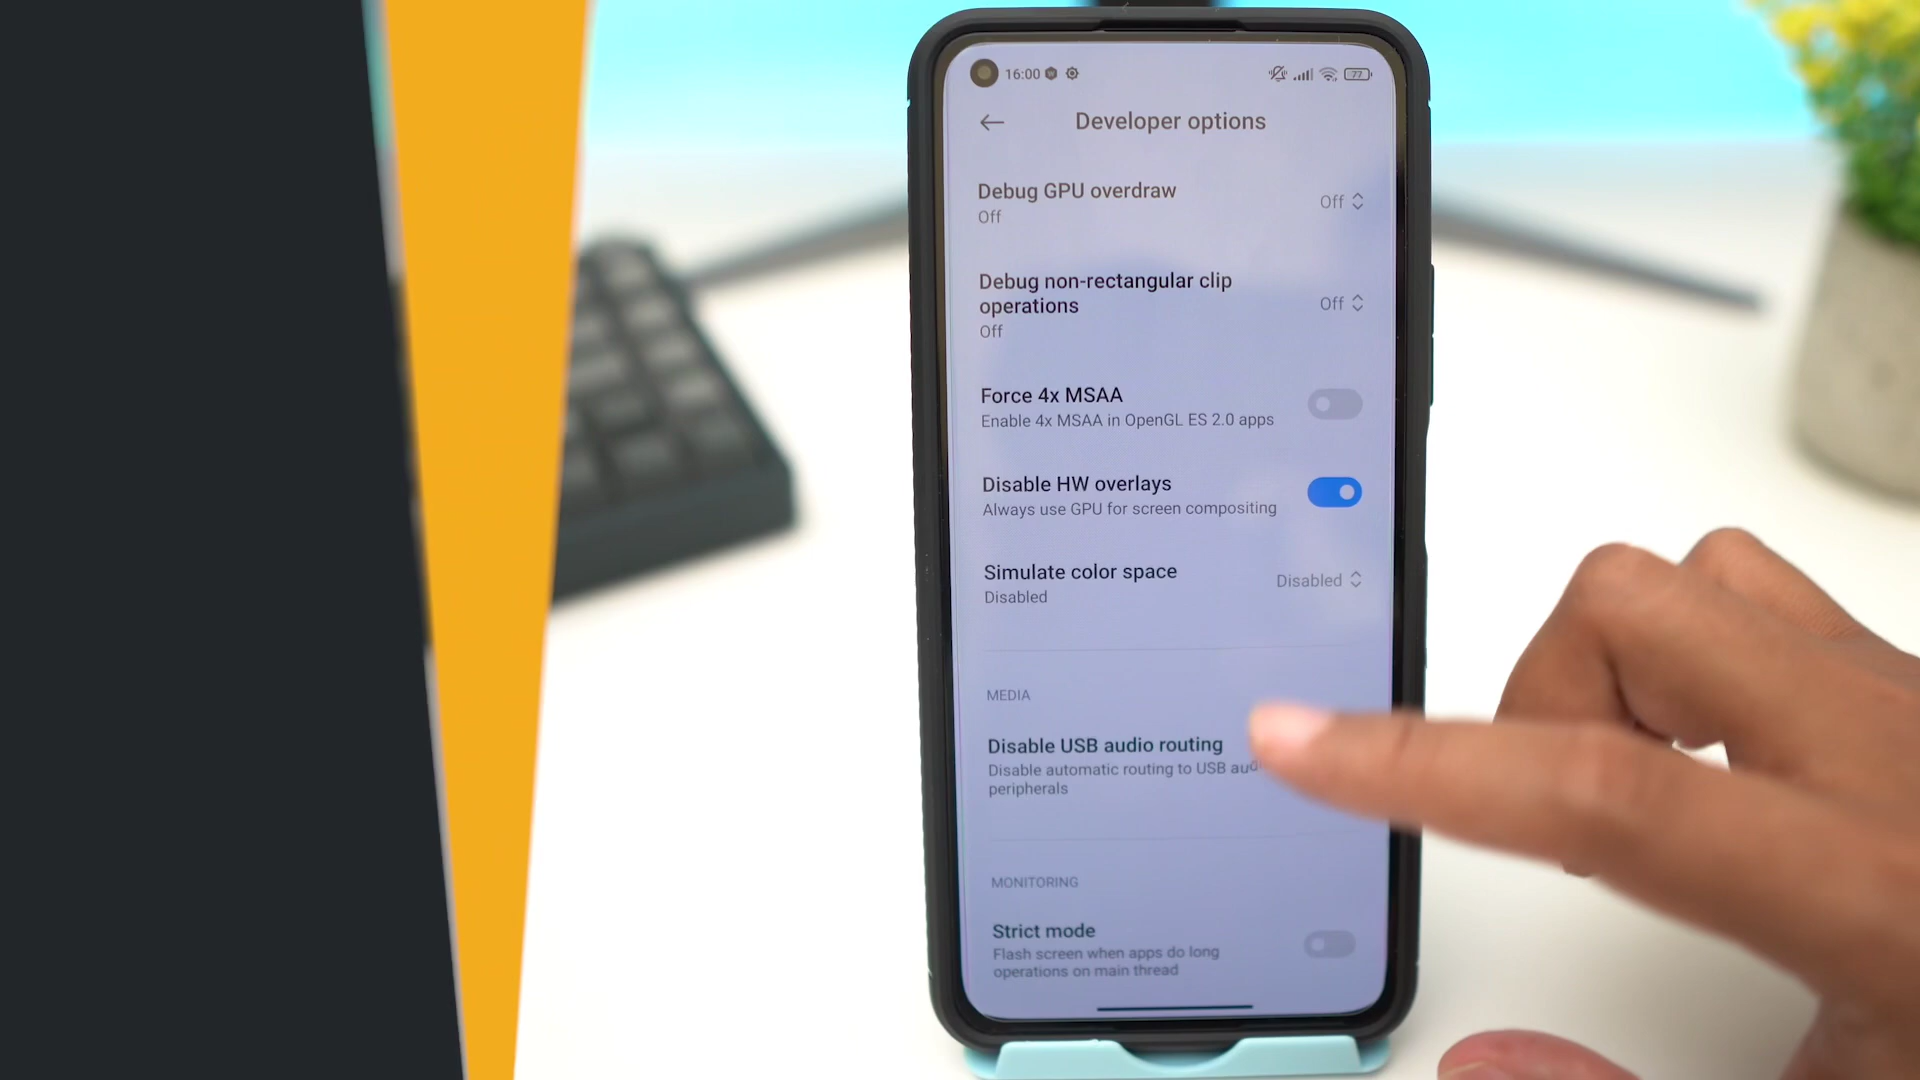 16:00
77
Developer options
Debug GPU overdraw
Off
Off
Debug non-rectangular clip
operations
Off
Off
Force 4x MSAA
Enable 4x MSAA in OpenGL ES 2.0 apps
Disable HW overlays
Always use GPU for screen compositing
Simulate color space
Disabled
Disabled
MEDIA
Disable USB audio routing
Disable automatic routing to USB
peripherals
MONITORING
Strict mode
Flash screen when apps do long
operations on main thread